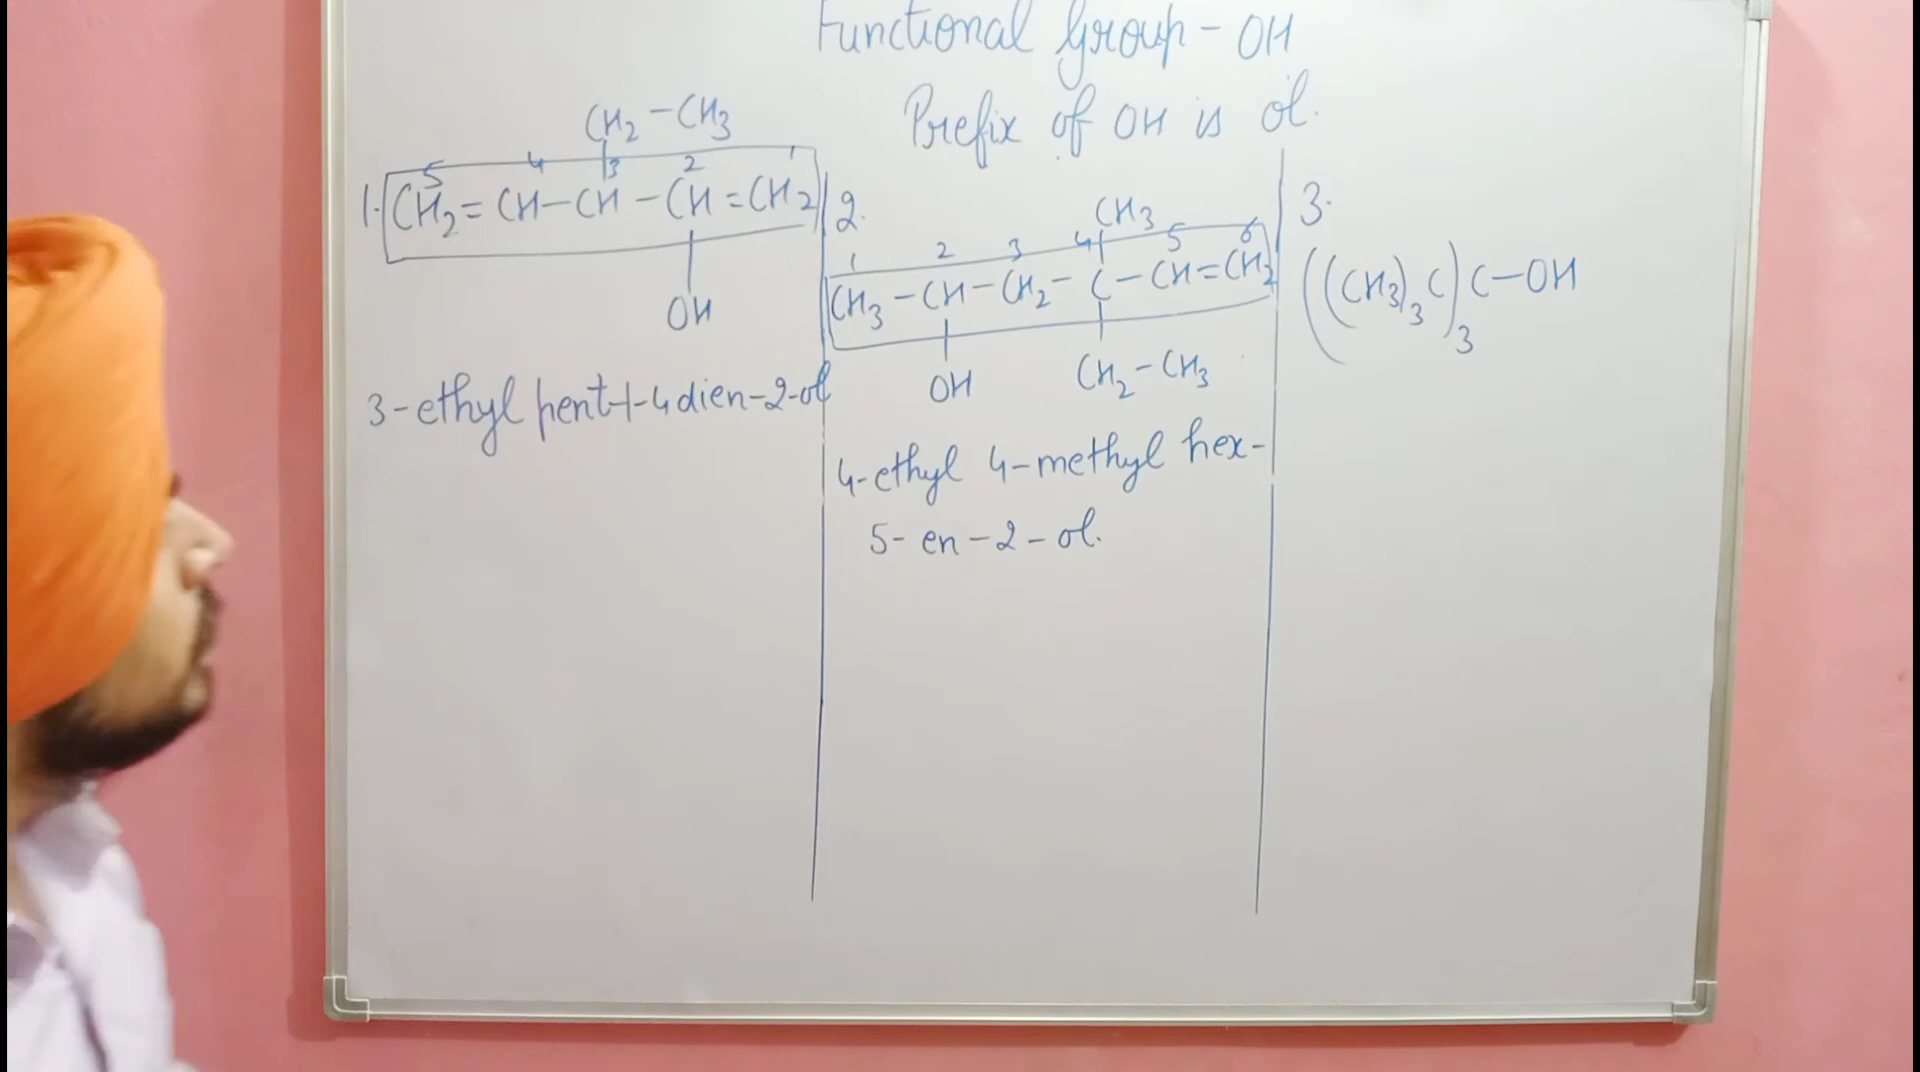 Functional Group - OH
Prefix of OH is ol.
1.
CH2 - CH3
5 4 3 2 1
CH2 = CH - CH - CH = CH2
OH
3-ethyl pent-1-4 dien-2-ol
2.
CH3
1 2 3 4 5 6
CH3 - CH - CH2 - C - CH = CH2
OH CH2 - CH3
4-ethyl 4-methyl hex-
5- en - 2 - ol.
3.
((CH3)3 C)3 C - OH